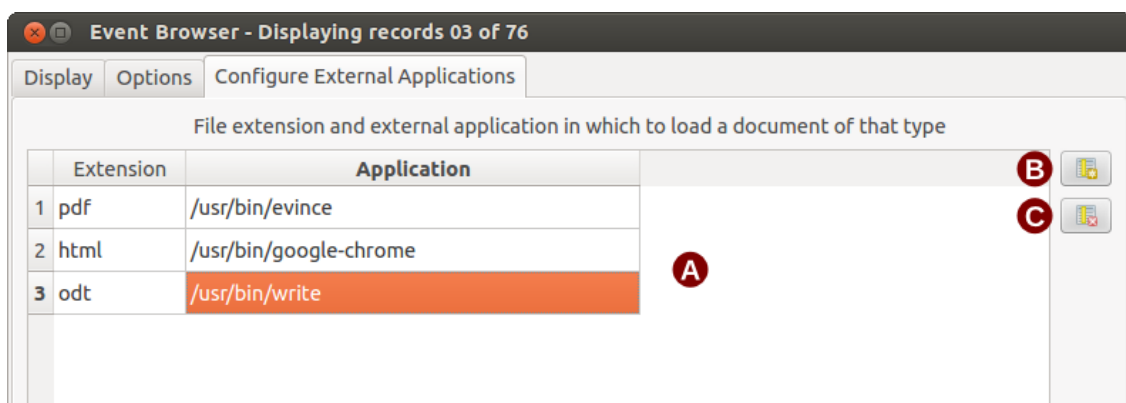 Event Browser - Displaying records 03 of 76
Display Options Configure External Applications
File extension and external application in which to load a document of that type
Extension Application B
1 pdf /usr/bin/evince C
2 html /usr/bin/google-chrome A
3 odt /usr/bin/write